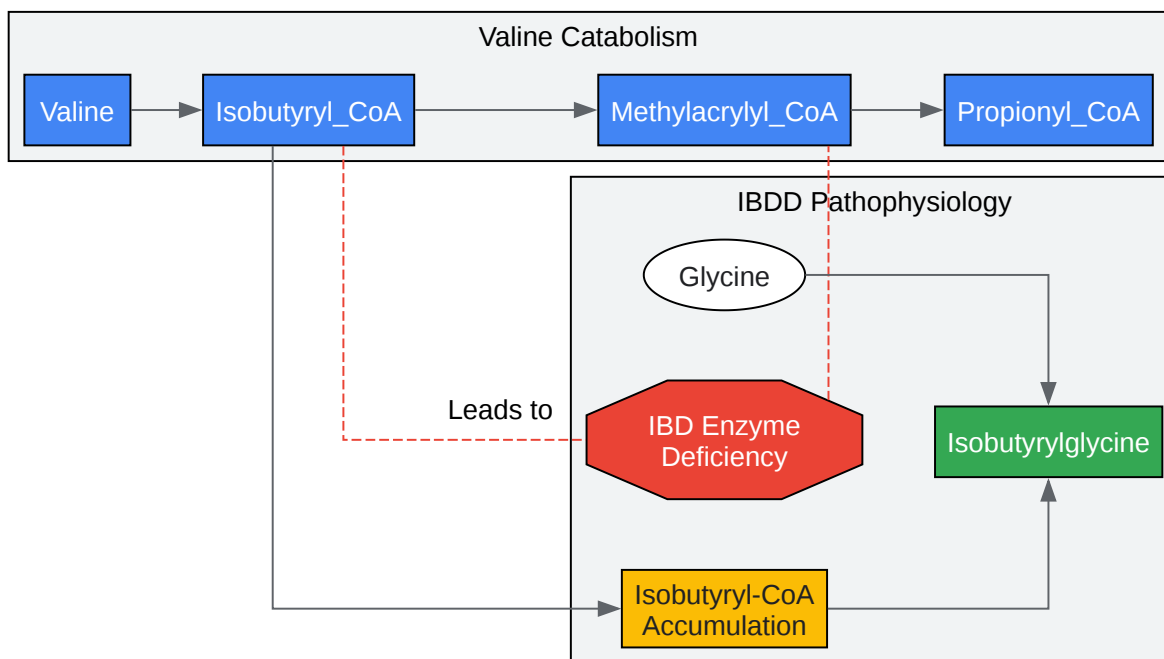 Valine Catabolism
Valine
Isobutyryl_CoA
Methylacrylyl_CoA
Propionyl_CoA
IBDD Pathophysiology
Glycine
Leads to
IBD Enzyme
Deficiency
Isobutyrylglycine
Isobutyryl-CoA
Accumulation